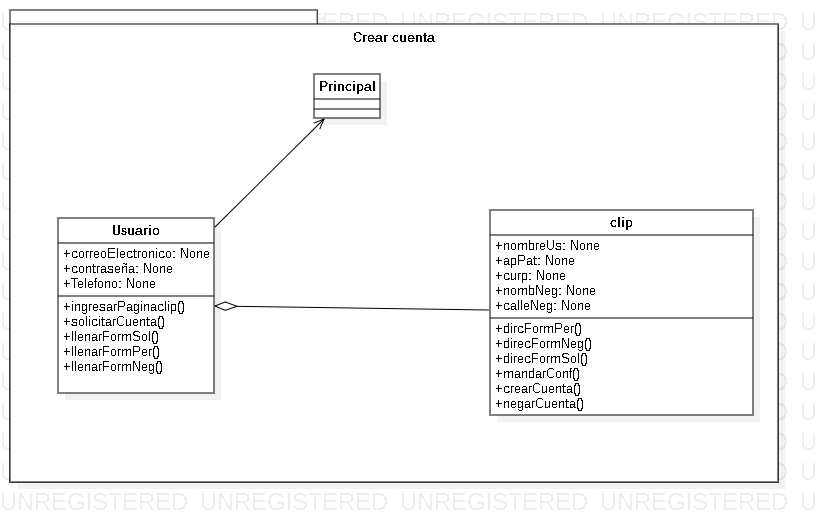 UNREGISTERED UNREGISTERED UNREGISTERED UNREGISTERED
Crear cuenta
Principal
Usuario
+correoElectronico: None
+contraseña: None
+Telefono: None
+ingresarPaginaclip()
+solicitarCuenta()
+llenarFormSol()
+llenarFormPer()
+llenarFormNeg()
clip
+nombreUs: None
+apPat: None
+curp: None
+nombNeg: None
+calleNeg: None
+dircFormPer()
+direcFormNeg()
+direcFormSol()
+mandarConf()
+crearCuenta()
+negarCuenta()
UNREGISTERED UNREGISTERED UNREGISTERED UNREGISTERED